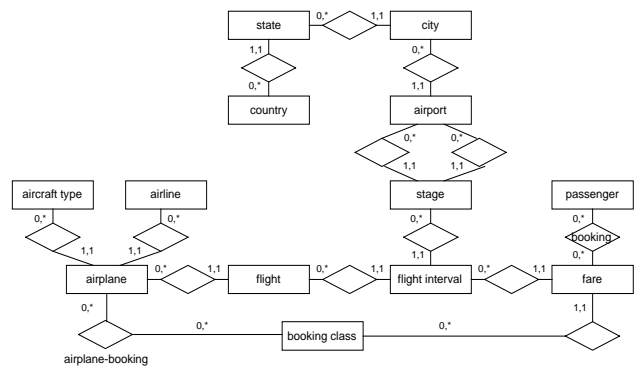 state 0,* 1,1 city
1,1 0,*
0,* 1,1
country airport
0,* 0,*
1,1 1,1
aircraft type airline stage passenger
0,* 0,* 0,* 0,*
booking
1,1 1,1 1,1 0,*
airplane 0,* 1,1 flight 0,* 1,1 flight interval 0,* 1,1 fare
0,* 1,1
0,* booking class 0,*
airplane-booking